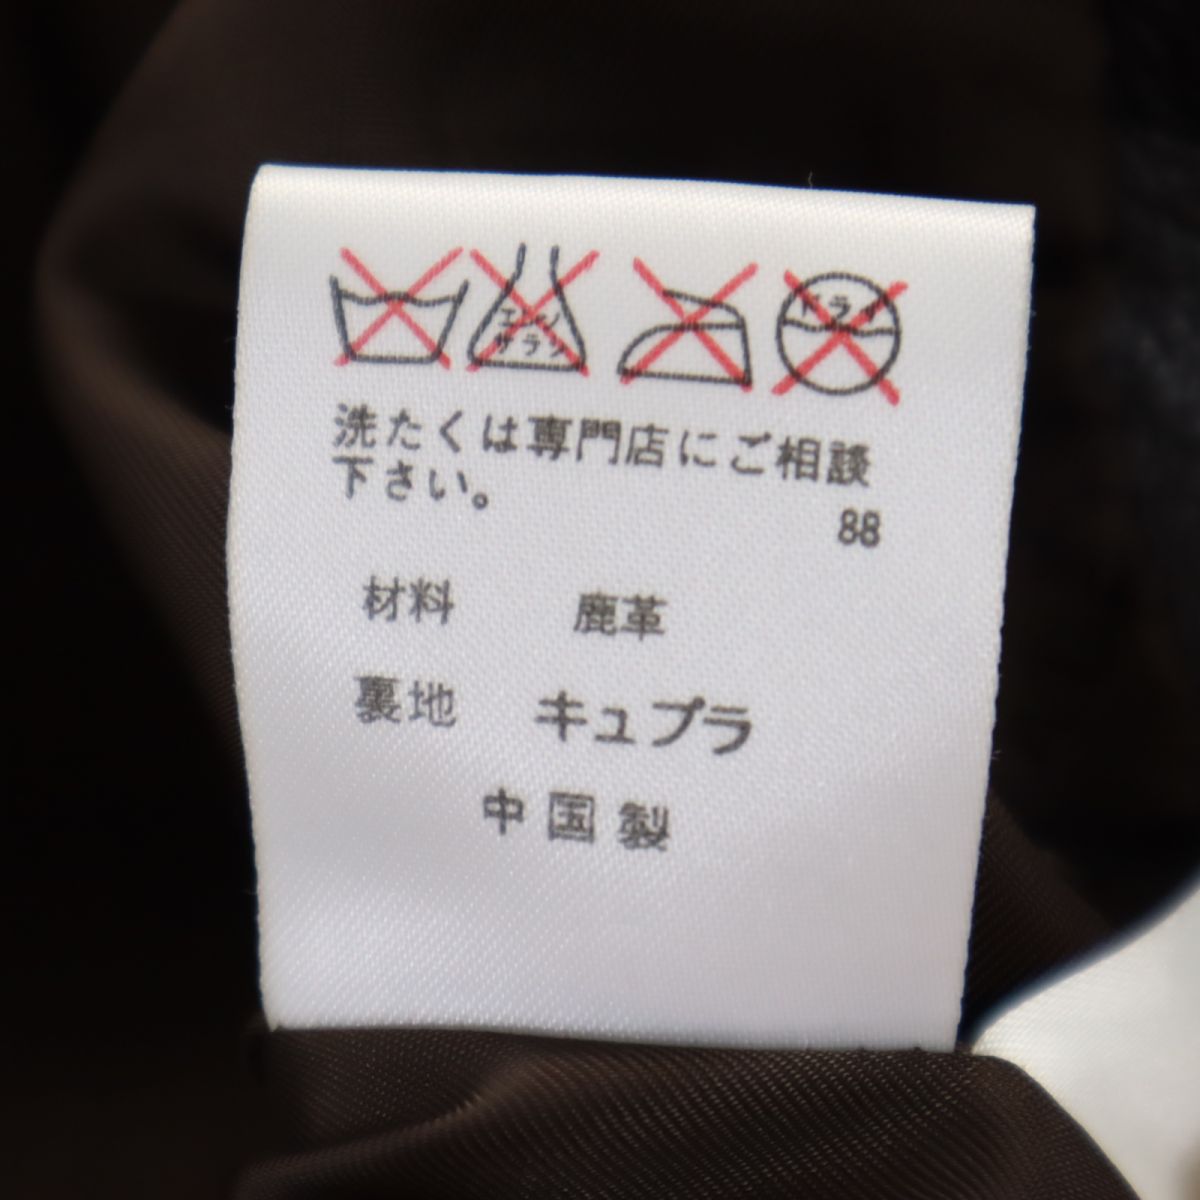 エンソ ドライ
サラシ
洗たくは専門店にご相談
下さい。
88
材料 鹿革
裏地 キュプラ
中国製